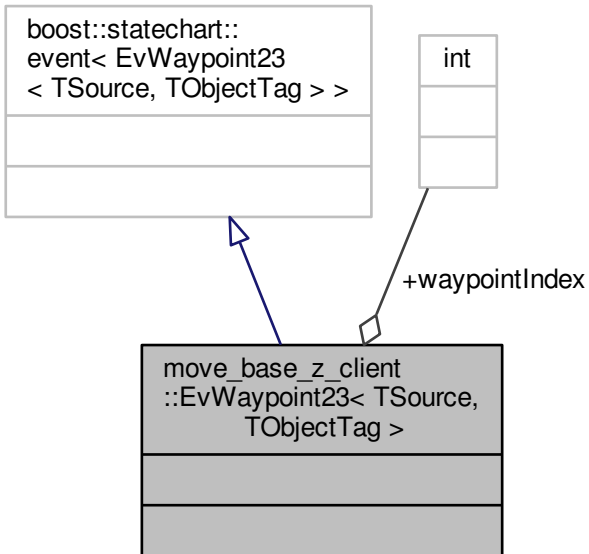 boost::statechart::
event< EvWaypoint23
< TSource, TObjectTag > >
int
+waypointIndex
move_base_z_client
::EvWaypoint23< TSource,
TObjectTag >